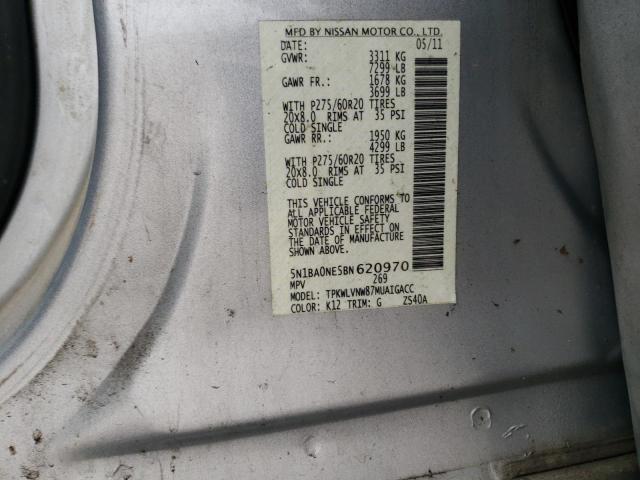 MFD BY NISSAN MOTOR CO., LTD.
DATE: 05/11
GVWR: 3311 KG
7299 LB
GAWR FR.: 1678 KG
3699 LB
WITH P275/60R20 TIRES
20X8.0 RIMS AT 35 PSI
COLD SINGLE
GAWR RR.: 1950 KG
4299 LB
WITH P275/60R20 TIRES
20X8.0 RIMS AT 35 PSI
COLD SINGLE
THIS VEHICLE CONFORMS TO
ALL APPLICABLE FEDERAL
MOTOR VEHICLE SAFETY
STANDARDS IN EFFECT ON
THE DATE OF MANUFACTURE
SHOWN ABOVE.
5N1BA0NE5BN620970
MPV 269
MODEL: TPKWLVNW87MUAIGACC
COLOR: K12 TRIM: G ZS40A